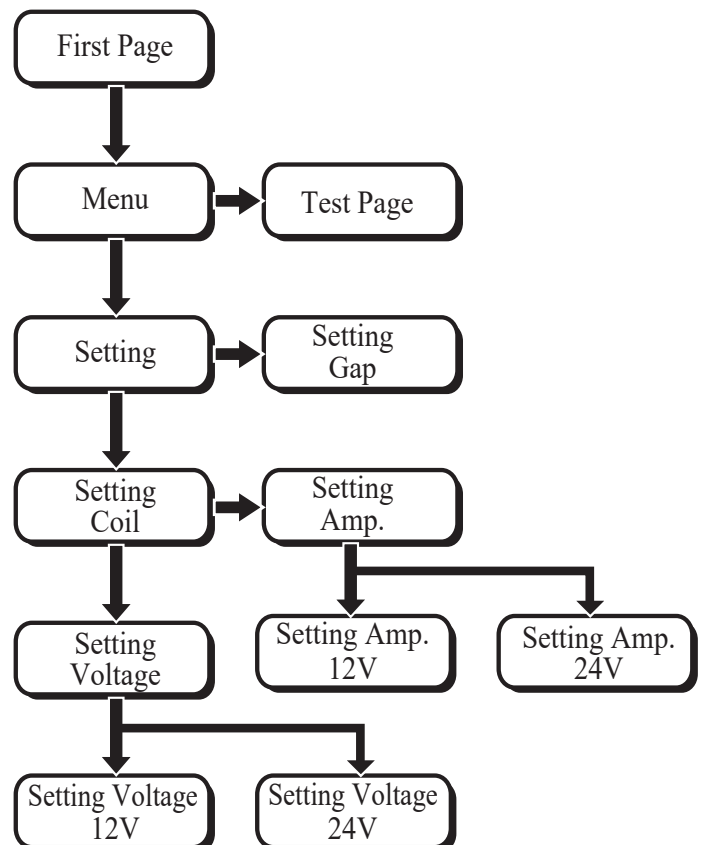 First Page
Menu
Test Page
Setting
Setting
Gap
Setting
Coil
Setting
Amp.
Setting
Voltage
Setting Amp.
12V
Setting Amp.
24V
Setting Voltage
12V
Setting Voltage
24V